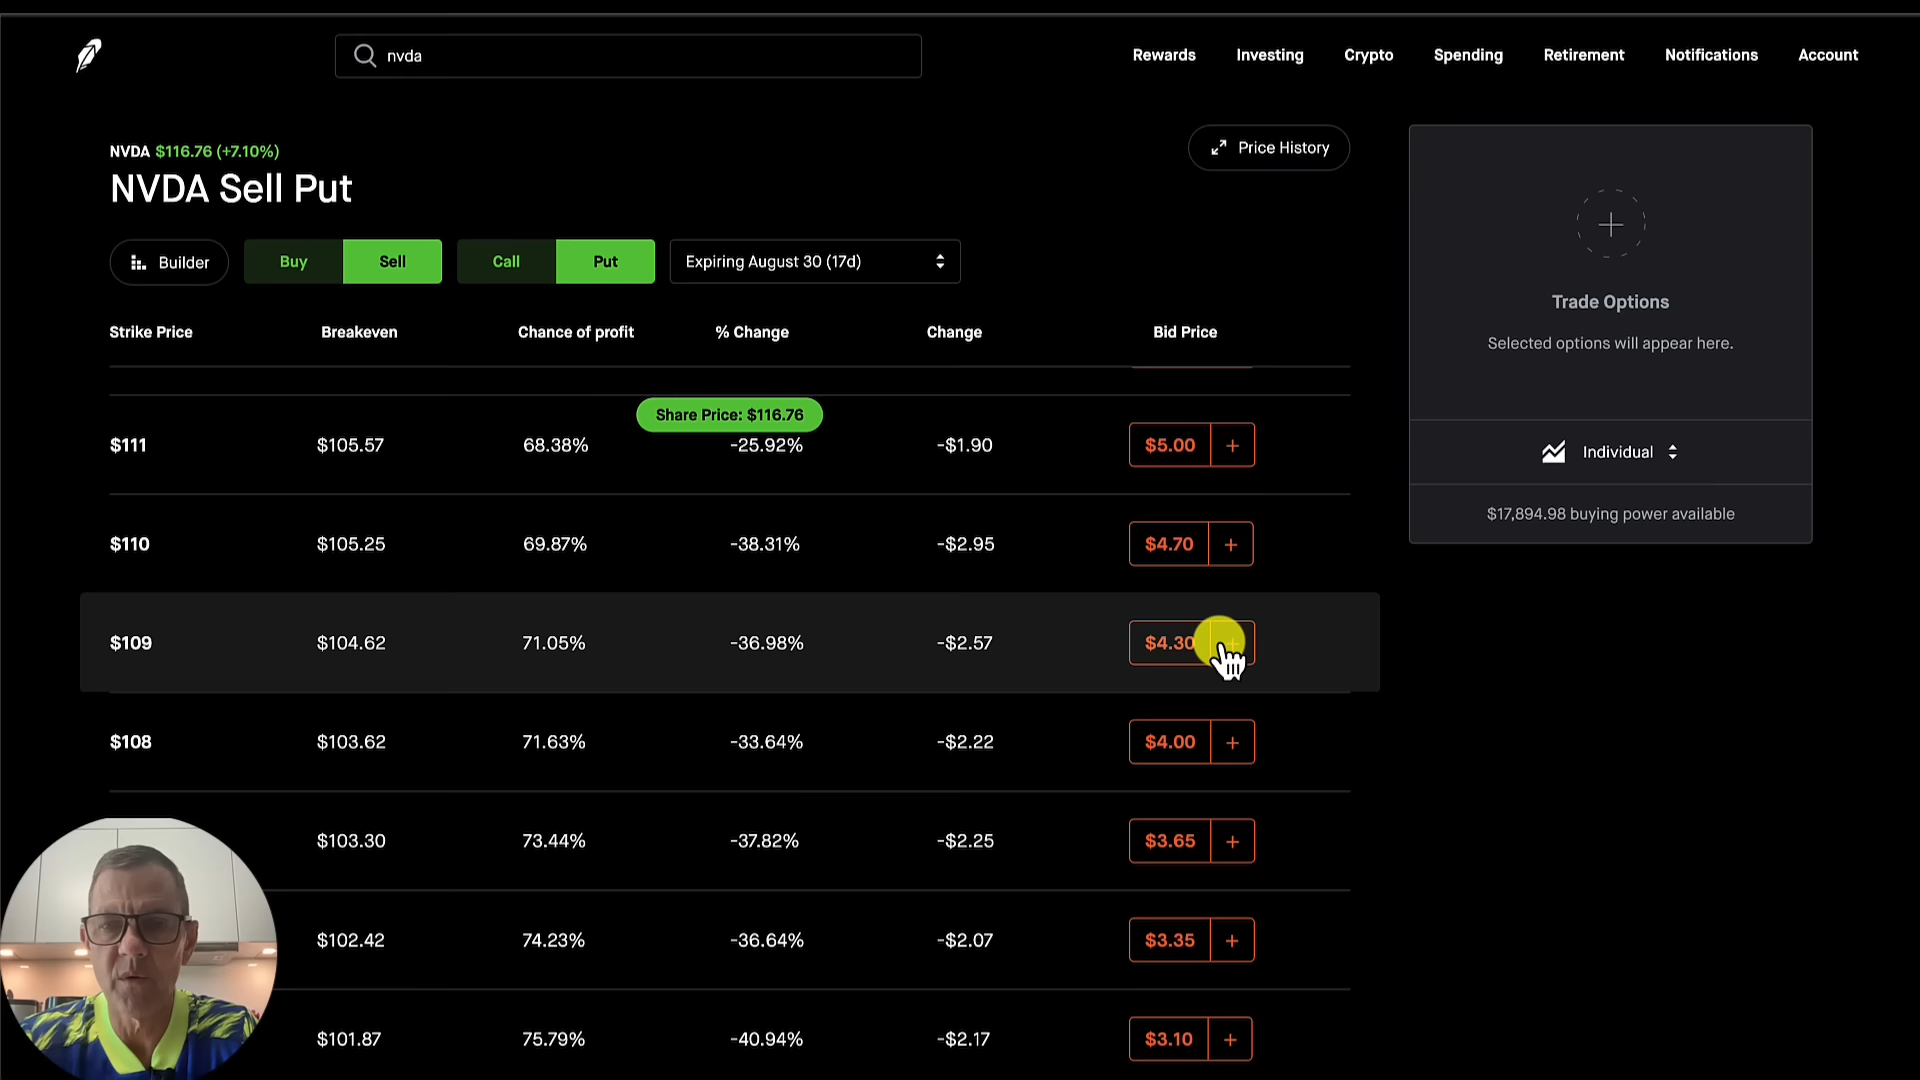 nvda
Rewards Investing Crypto Spending Retirement Notifications Account
NVDA $116.76 (+7.10%)
NVDA Sell Put
Price History
Builder Buy Sell Call Put Expiring August 30 (17d)
Strike Price Breakeven Chance of profit % Change Change Bid Price
Share Price: $116.76
$111 $105.57 68.38% -25.92% -$1.90 $5.00 +
$110 $105.25 69.87% -38.31% -$2.95 $4.70 +
$109 $104.62 71.05% -36.98% -$2.57 $4.30
$108 $103.62 71.63% -33.64% -$2.22 $4.00 +
$103.30 73.44% -37.82% -$2.25 $3.65 +
$102.42 74.23% -36.64% -$2.07 $3.35 +
$101.87 75.79% -40.94% -$2.17 $3.10 +
Trade Options
Selected options will appear here.
Individual
$17,894.98 buying power available